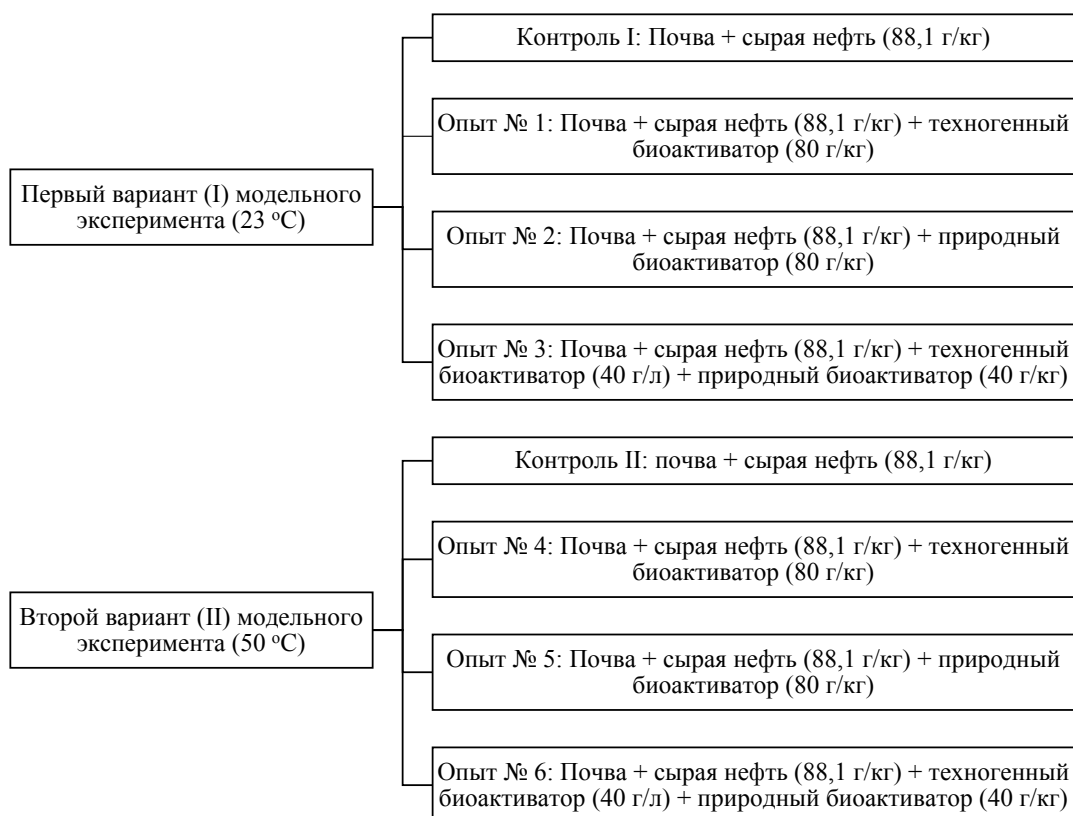 Контроль I: Почва + сырая нефть (88,1 г/кг)
Опыт № 1: Почва + сырая нефть (88,1 г/кг) + техногенный
биоактиватор (80 г/кг)
Первый вариант (I) модельного
эксперимента (23 °С)
Опыт № 2: Почва + сырая нефть (88,1 г/кг) + природный
биоактиватор (80 г/кг)
Опыт № 3: Почва + сырая нефть (88,1 г/кг) + техногенный
биоактиватор (40 г/л) + природный биоактиватор (40 г/кг)
Контроль II: почва + сырая нефть (88,1 г/кг)
Опыт № 4: Почва + сырая нефть (88,1 г/кг) + техногенный
биоактиватор (80 г/кг)
Второй вариант (II) модельного
эксперимента (50 °С)
Опыт № 5: Почва + сырая нефть (88,1 г/кг) + природный
биоактиватор (80 г/кг)
Опыт № 6: Почва + сырая нефть (88,1 г/кг) + техногенный
биоактиватор (40 г/л) + природный биоактиватор (40 г/кг)